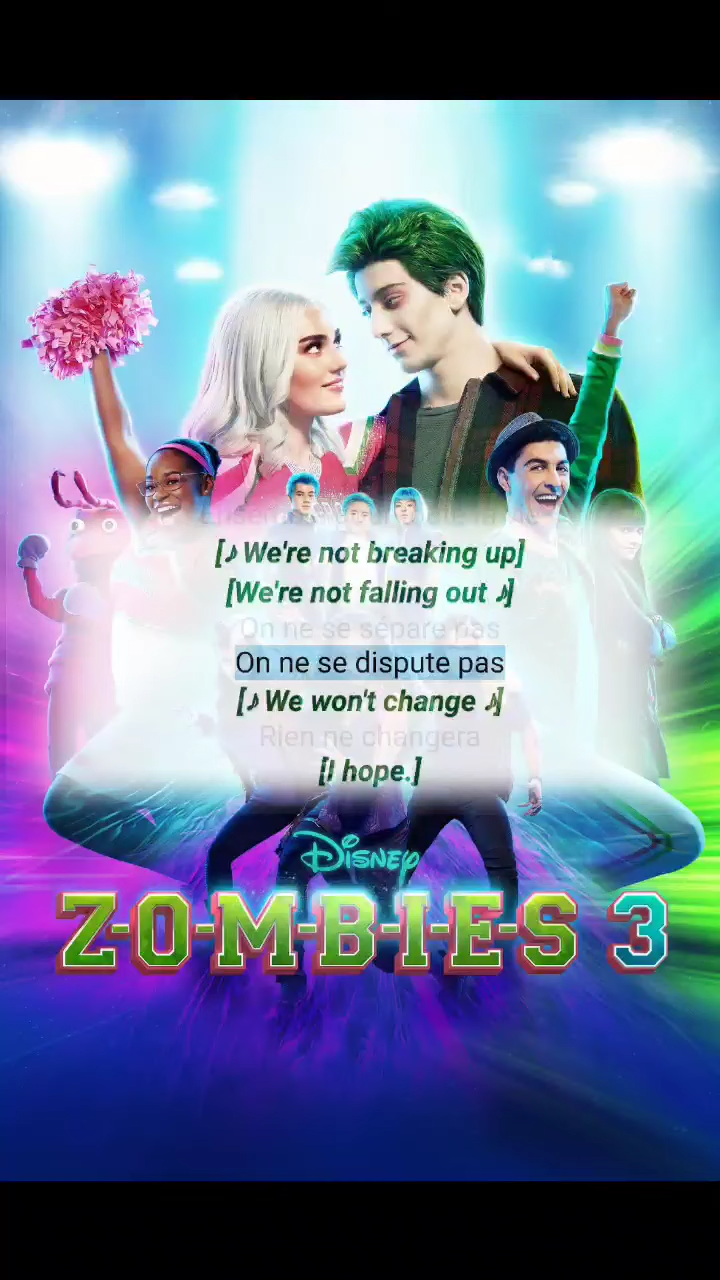 [♪ We're not breaking up]
[We're not falling out ♪]
On ne se sépare pas
On ne se dispute pas
[♪ We won't change ♪]
Rien ne changera
[I hope.]
Disney
Z-O-M-B-I-E-S 3